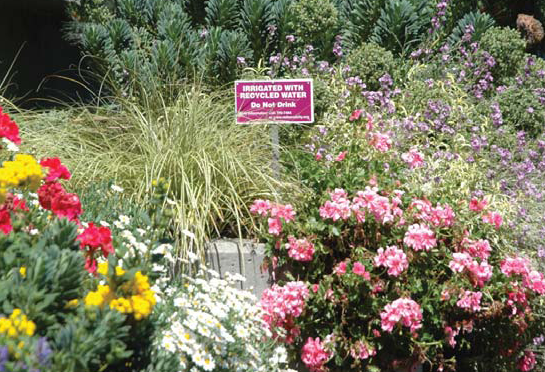 IRRIGATED WITH
RECYCLED WATER
Do Not Drink